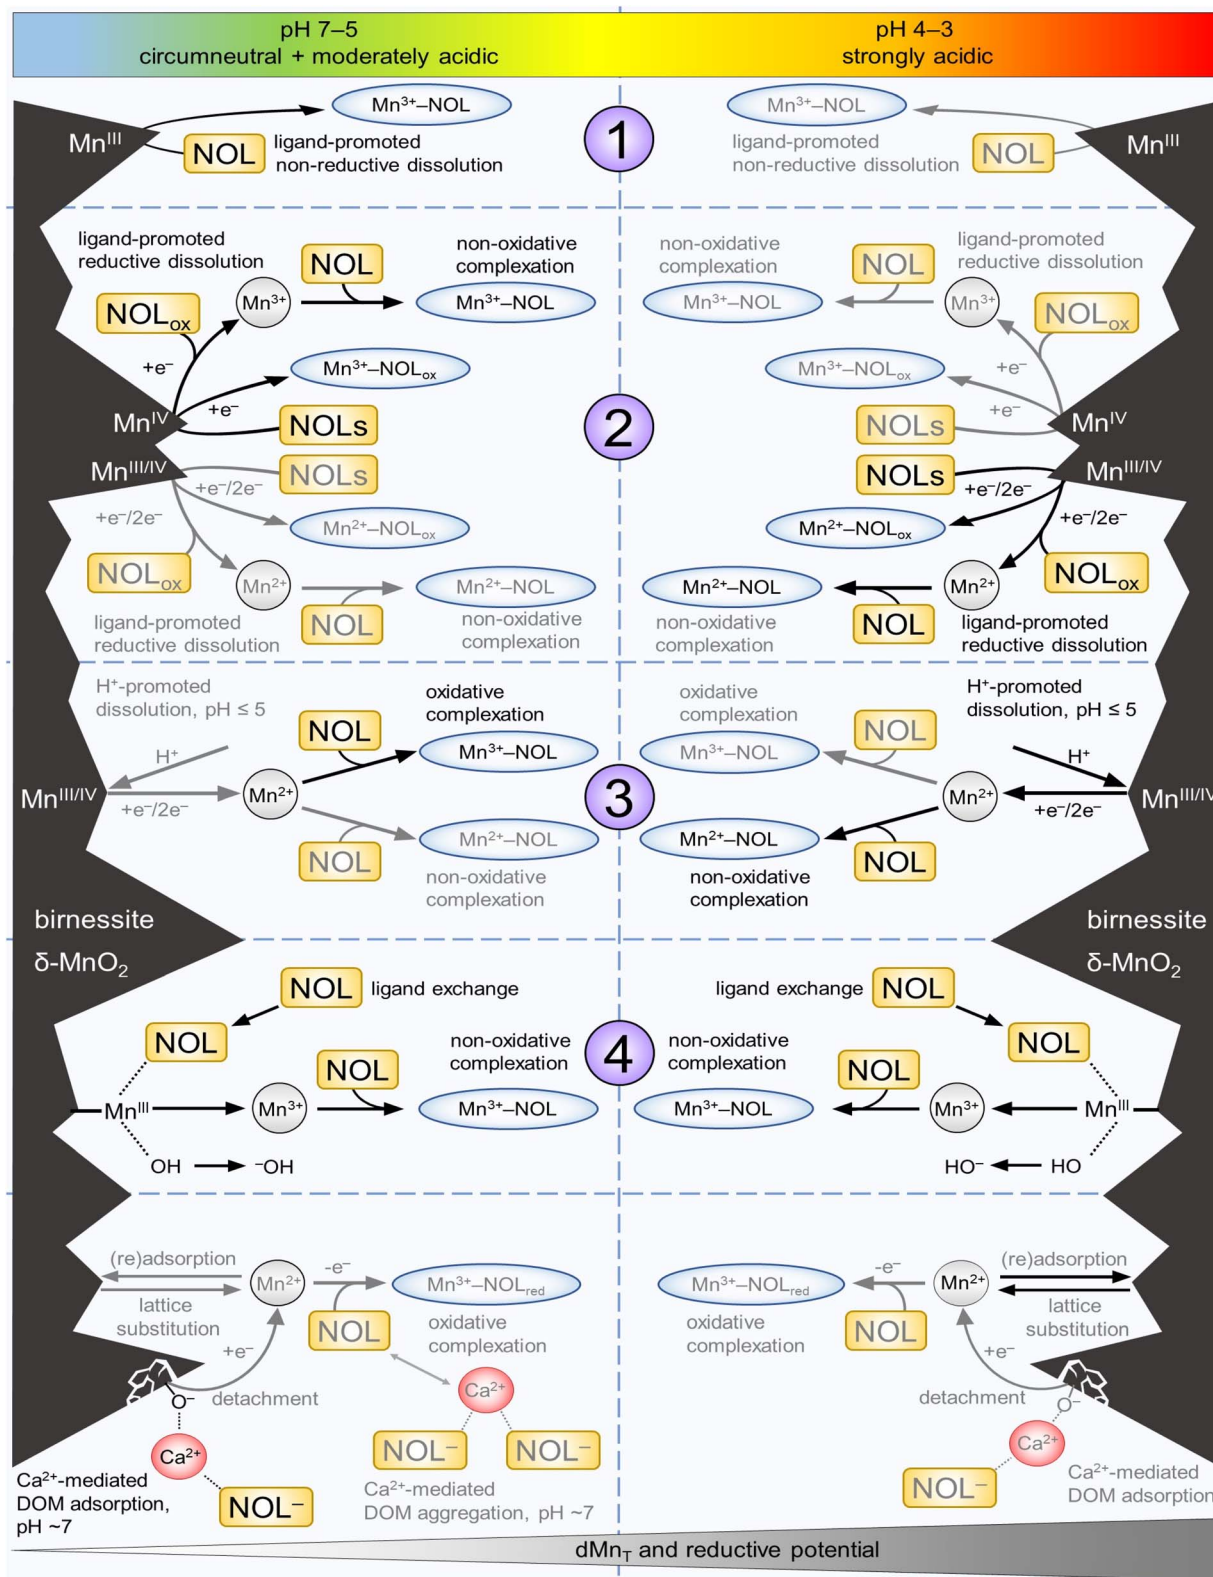 pH 7–5
circumneutral + moderately acidic
pH 4–3
strongly acidic
Mn³⁺–NOL
Mn^III
NOL
ligand-promoted
non-reductive dissolution
1
Mn³⁺–NOL
ligand-promoted
non-reductive dissolution
NOL
Mn^III
ligand-promoted
reductive dissolution
NOL
non-oxidative
complexation
Mn³⁺
Mn³⁺–NOL
NOL_ox
+e⁻
Mn³⁺–NOL_ox
+e⁻
Mn^IV
NOLs
Mn^III/IV
NOLs
+e⁻/2e⁻
+e⁻/2e⁻
Mn²⁺–NOL_ox
NOL_ox
Mn²⁺
Mn²⁺–NOL
NOL
ligand-promoted
reductive dissolution
non-oxidative
complexation
2
non-oxidative
complexation
NOL
ligand-promoted
reductive dissolution
Mn³⁺–NOL
Mn³⁺
NOL_ox
+e⁻
Mn³⁺–NOL_ox
+e⁻
NOLs
Mn^IV
NOLs
Mn^III/IV
+e⁻/2e⁻
+e⁻/2e⁻
Mn²⁺–NOL_ox
Mn²⁺–NOL
Mn²⁺
NOL_ox
NOL
non-oxidative
complexation
ligand-promoted
reductive dissolution
H⁺-promoted
dissolution, pH ≤ 5
H⁺
Mn^III/IV
+e⁻/2e⁻
Mn²⁺
NOL
oxidative
complexation
Mn³⁺–NOL
NOL
Mn²⁺–NOL
non-oxidative
complexation
3
oxidative
complexation
NOL
H⁺-promoted
dissolution, pH ≤ 5
Mn³⁺–NOL
H⁺
Mn²⁺
+e⁻/2e⁻
Mn^III/IV
Mn²⁺–NOL
NOL
non-oxidative
complexation
birnessite
δ-MnO₂
birnessite
δ-MnO₂
NOL
ligand exchange
NOL
Mn^III
Mn³⁺
NOL
non-oxidative
complexation
Mn³⁺–NOL
OH
⁻OH
4
ligand exchange
NOL
NOL
non-oxidative
complexation
NOL
Mn³⁺–NOL
Mn³⁺
Mn^III
HO⁻
HO
(re)adsorption
Mn²⁺
-e⁻
Mn³⁺–NOL_red
lattice
substitution
NOL
oxidative
complexation
+e⁻
detachment
O⁻
Ca²⁺
Ca²⁺
NOL⁻
NOL⁻
NOL⁻
Ca²⁺-mediated
DOM adsorption,
pH ~7
Ca²⁺-mediated
DOM aggregation, pH ~7
Mn³⁺–NOL_red
-e⁻
Mn²⁺
(re)adsorption
oxidative
complexation
NOL
lattice
substitution
+e⁻
detachment
O⁻
Ca²⁺
NOL⁻
Ca²⁺-mediated
DOM adsorption
dMn_T and reductive potential